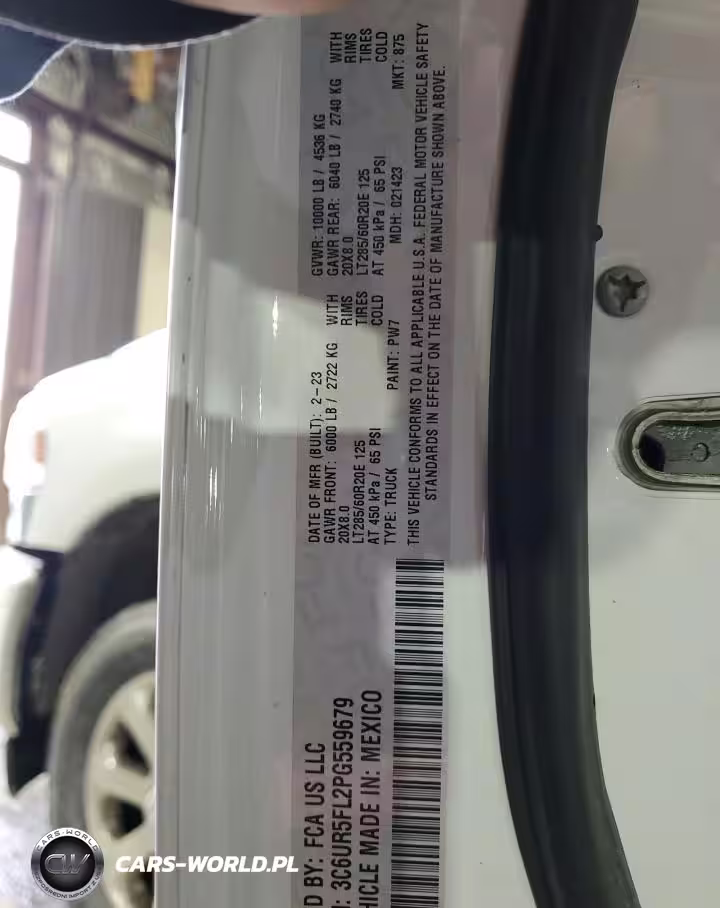 D BY: FCA US LLC
: 3C6UR5FL2PG559679
HICLE MADE IN: MEXICO
DATE OF MFR (BUILT): 2-23 GVWR: 10000 LB / 4536 KG
GAWR FRONT: 6000 LB / 2722 KG WITH GAWR REAR: 6040 LB / 2740 KG WITH
20X8.0 RIMS 20X8.0 RIMS
LT285/60R20E 125 TIRES LT285/60R20E 125 TIRES
AT 450 kPa / 65 PSI COLD AT 450 kPa / 65 PSI COLD
TYPE: TRUCK PAINT: PW7 MDH: 021423 MKT: 875
THIS VEHICLE CONFORMS TO ALL APPLICABLE U.S.A. FEDERAL MOTOR VEHICLE SAFETY
STANDARDS IN EFFECT ON THE DATE OF MANUFACTURE SHOWN ABOVE.
CARS-WORLD
CW
CARS-WORLD.PL